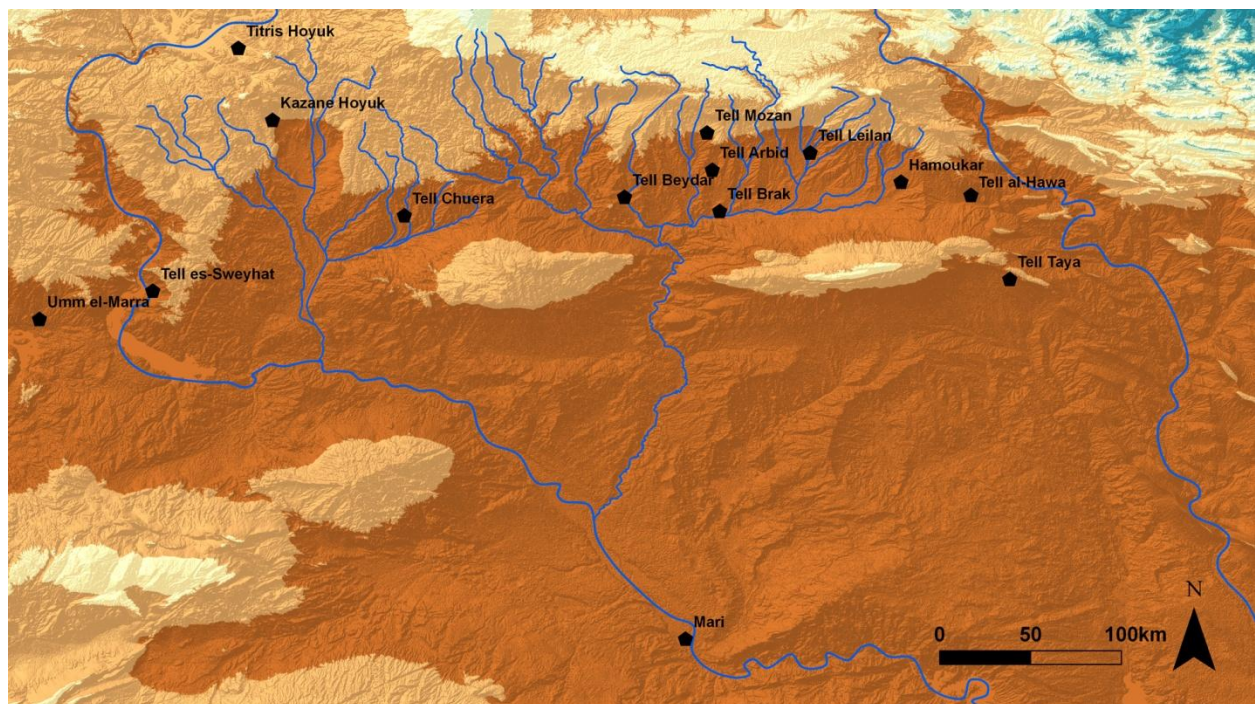 Titris Hoyuk
Kazane Hoyuk
Tell Mozan
Tell Leilan
Tell Arbid
Hamoukar
Tell Beydar
Tell Brak
Tell al-Hawa
Tell Chuera
Tell Taya
Tell es-Sweyhat
Umm el-Marra
N
Mari
0 50 100km